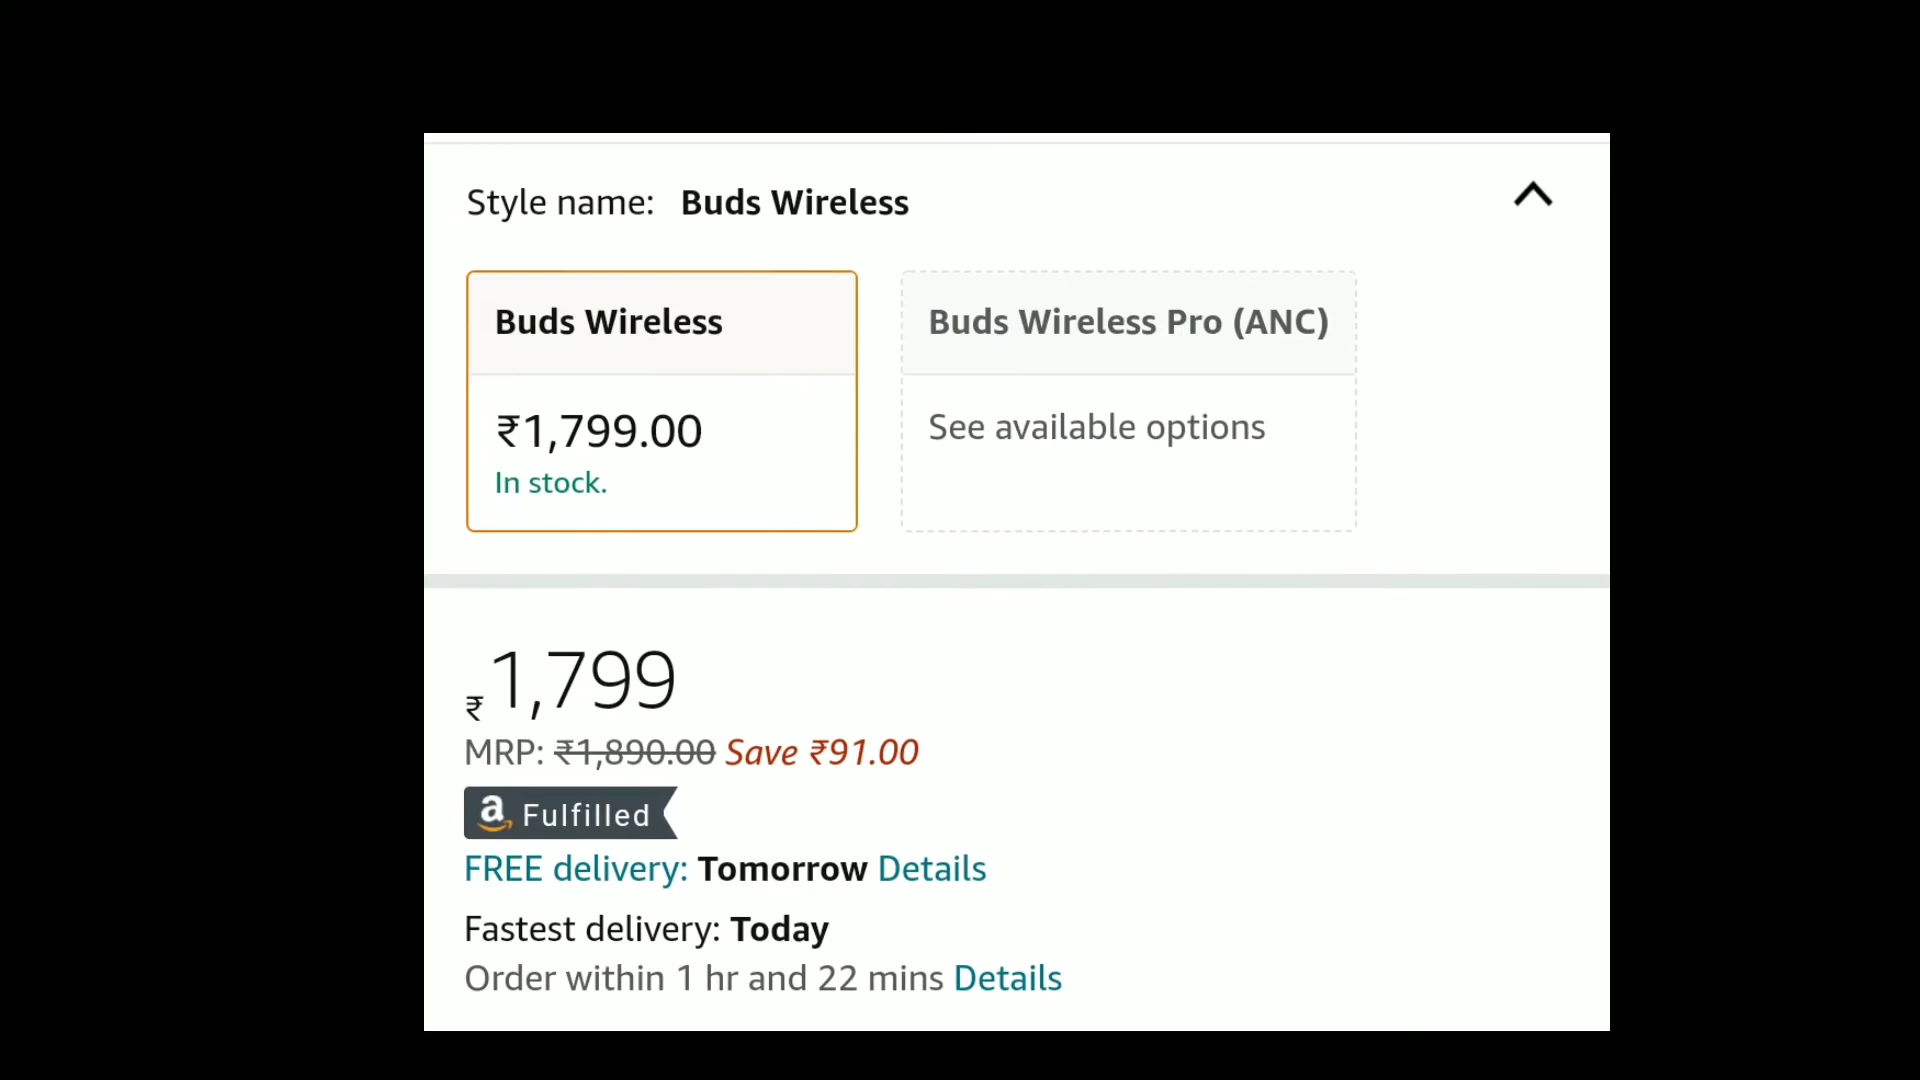 Style name: Buds Wireless
Buds Wireless
₹1,799.00
In stock.
Buds Wireless Pro (ANC)
See available options
₹1,799
MRP: ₹1,890.00 Save ₹91.00
a Fulfilled
FREE delivery: Tomorrow Details
Fastest delivery: Today
Order within 1 hr and 22 mins Details